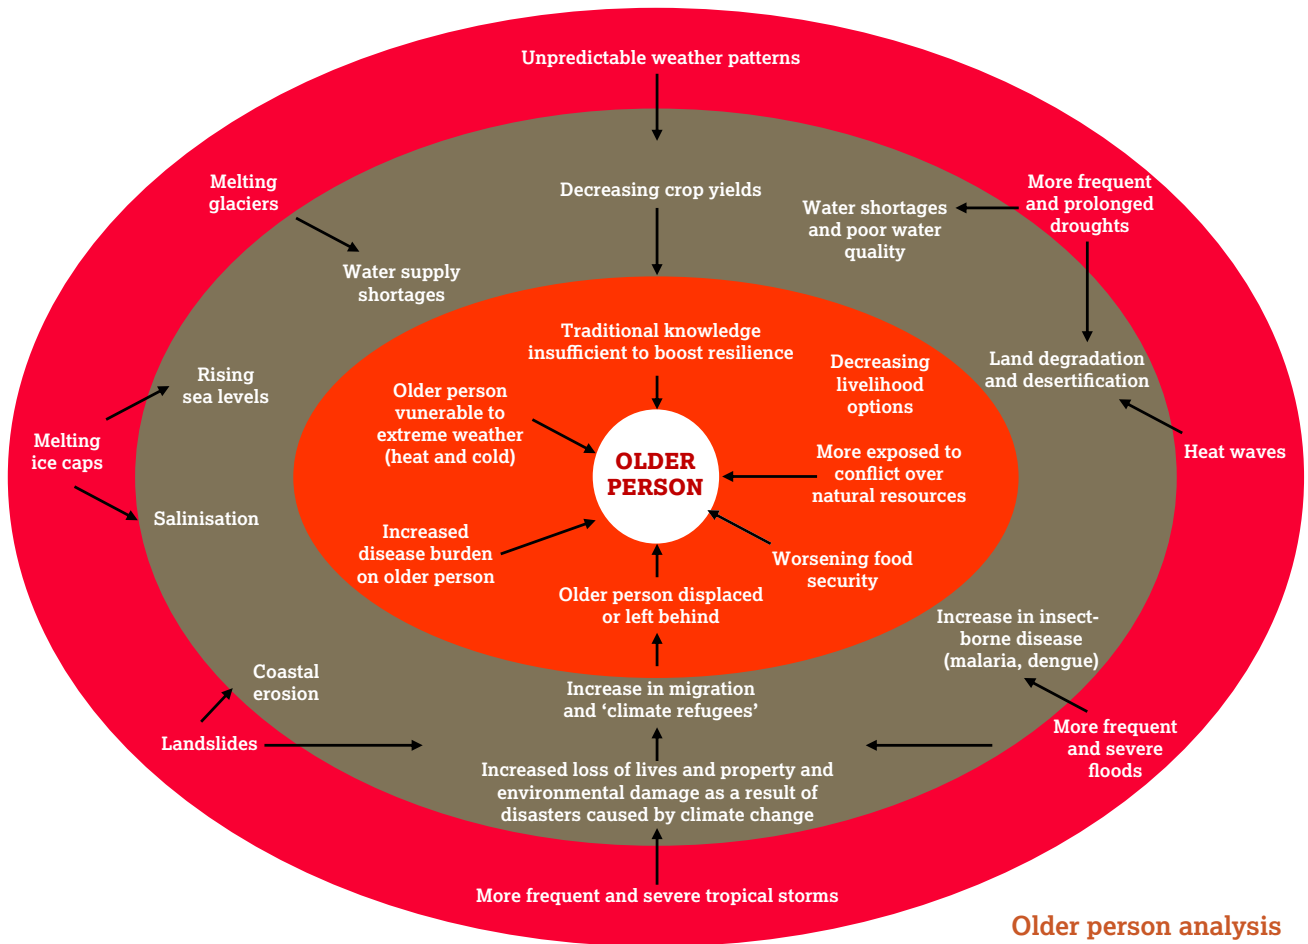 Unpredictable weather patterns
Melting
glaciers
Decreasing crop yields
Water shortages
and poor water
quality
More frequent
and prolonged
droughts
Water supply
shortages
Traditional knowledge
insufficient to boost resilience
Decreasing
livelihood
options
Land degradation
and desertification
Rising
sea levels
Older person
vunerable to
extreme weather
(heat and cold)
Melting
ice caps
OLDER
PERSON
More exposed to
conflict over
natural resources
Heat waves
Salinisation
Increased
disease burden
on older person
Worsening food
security
Older person displaced
or left behind
Increase in insect-
borne disease
(malaria, dengue)
Coastal
erosion
Increase in migration
and ‘climate refugees’
Landslides
More frequent
and severe
floods
Increased loss of lives and property and
environmental damage as a result of
disasters caused by climate change
More frequent and severe tropical storms
Older person analysis